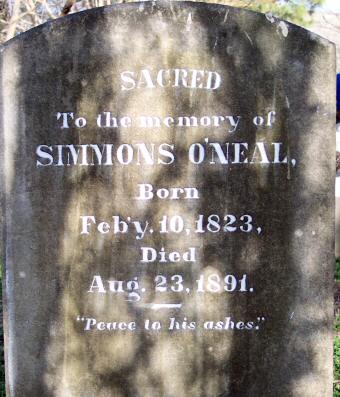 SACRED
To the memory of
SIMMONS O'NEAL,
Born
Feb'y. 10, 1823,
Died
Aug. 23, 1891.
"Peace to his ashes."